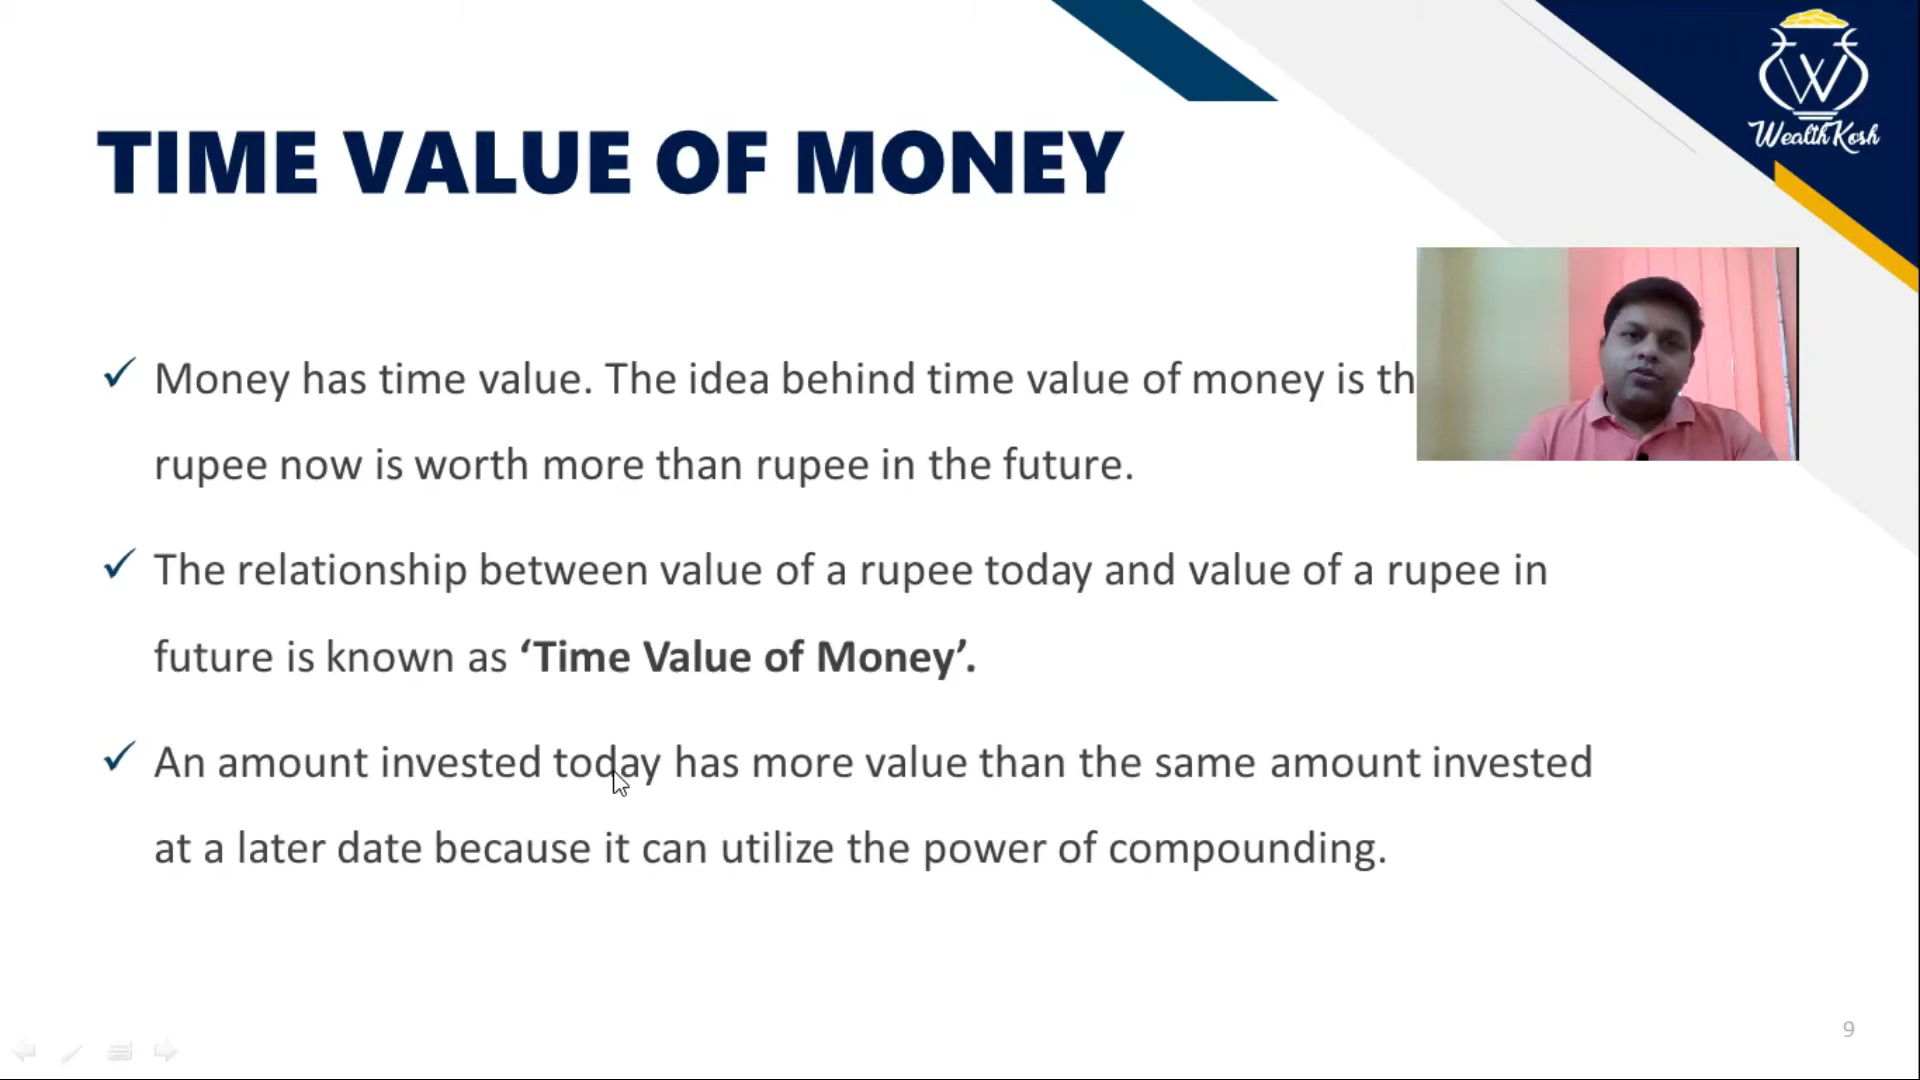 WealthKosh
TIME VALUE OF MONEY
✓ Money has time value. The idea behind time value of money is
rupee now is worth more than rupee in the future.
✓ The relationship between value of a rupee today and value of a rupee in
future is known as ‘Time Value of Money’.
✓ An amount invested today has more value than the same amount invested
at a later date because it can utilize the power of compounding.
9